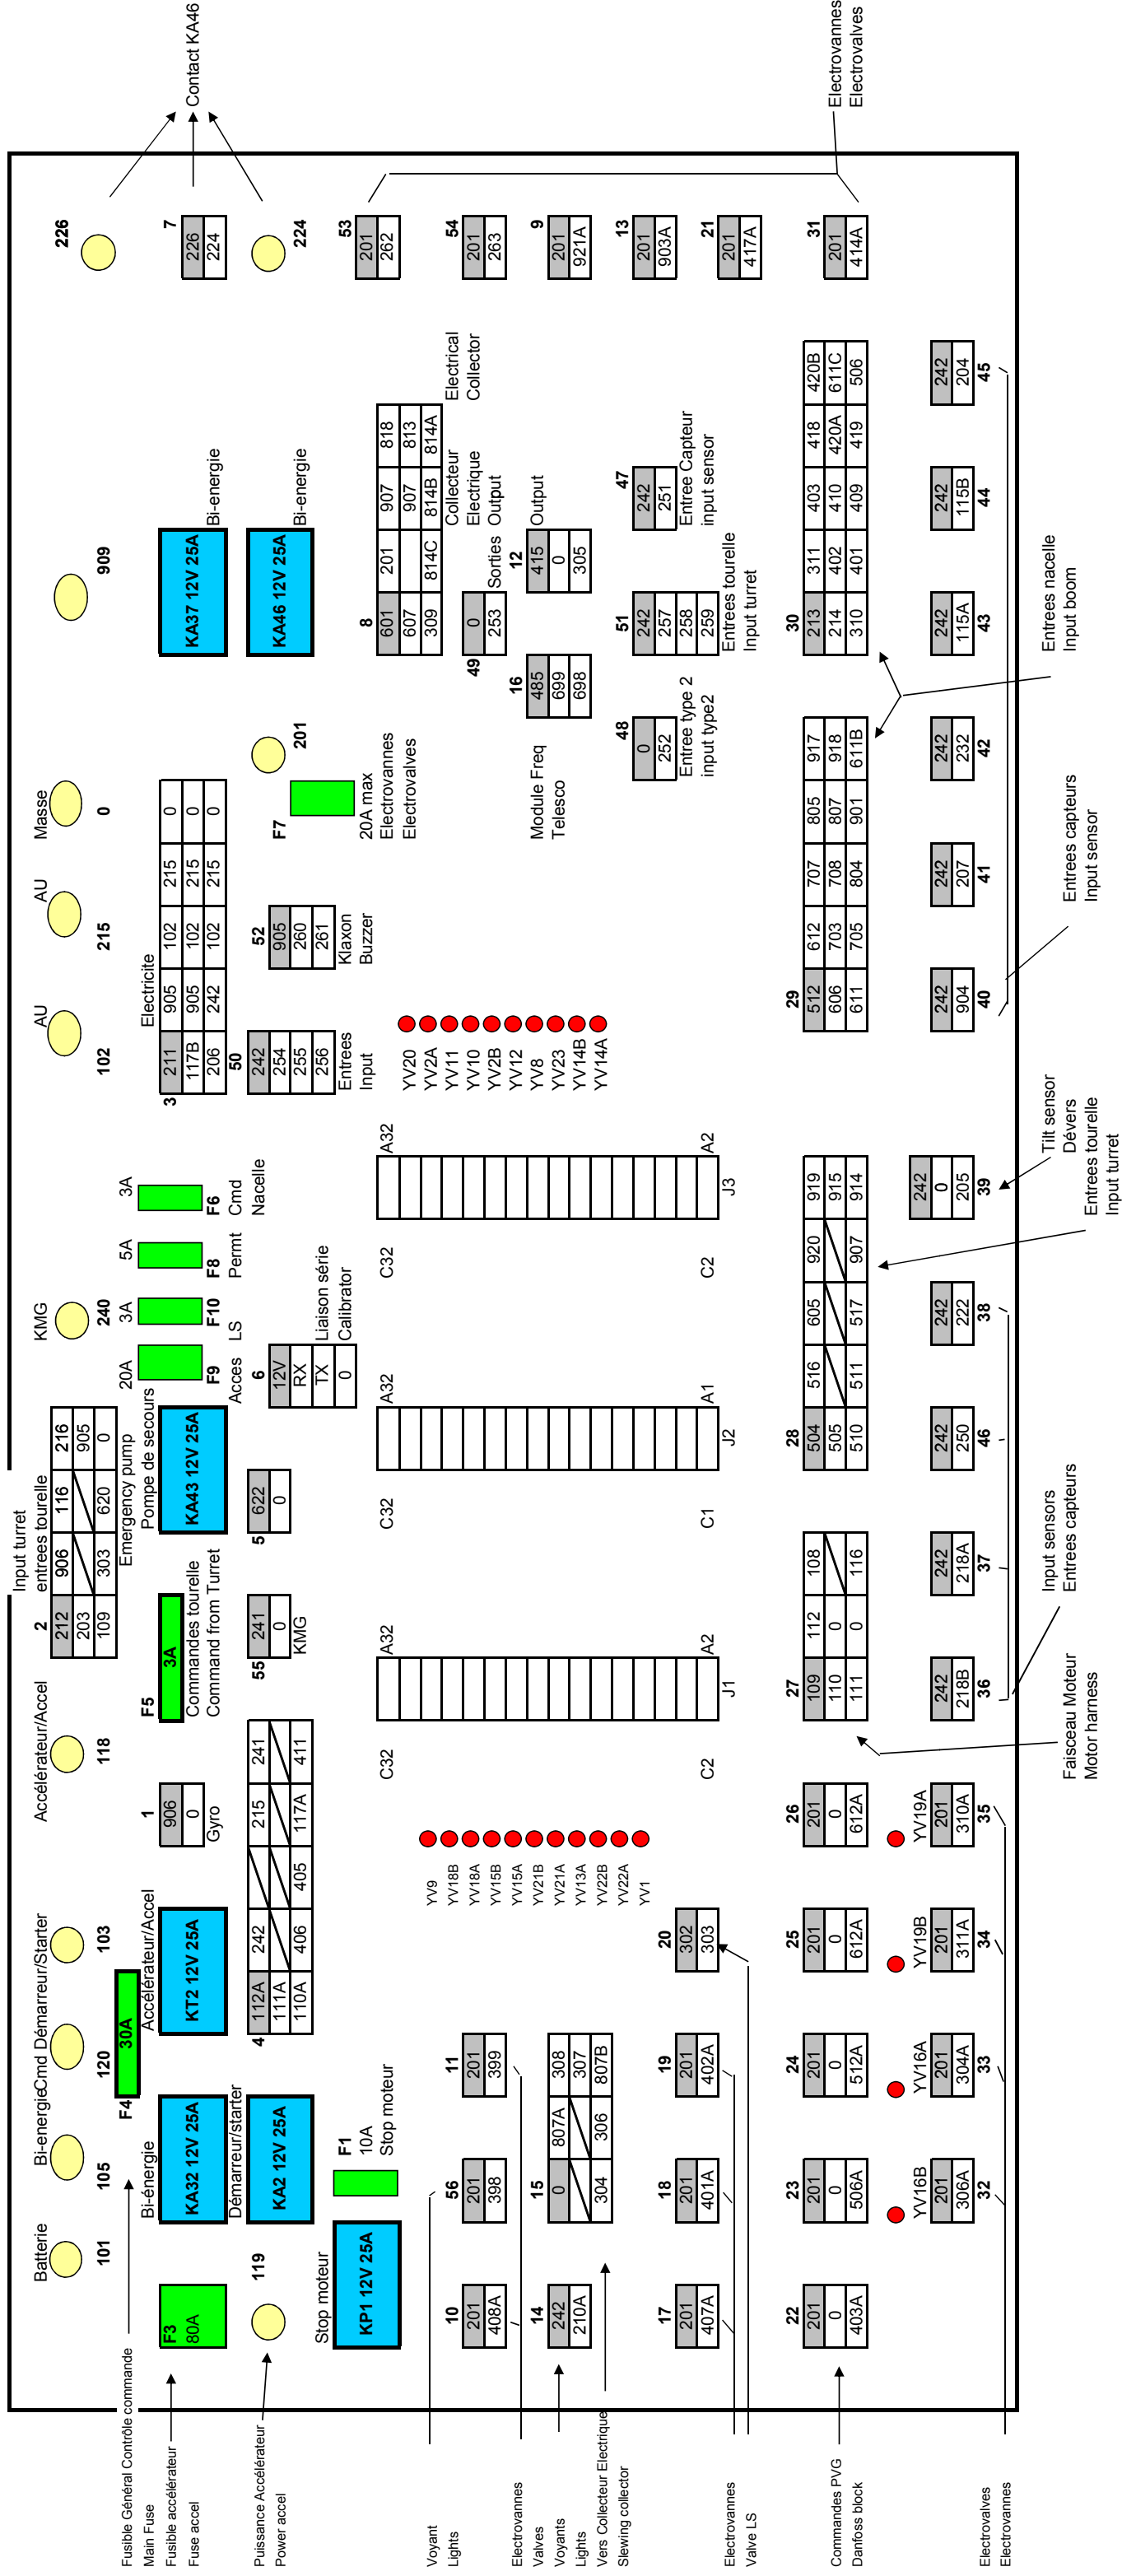 Batterie
Bi-energie
Cmd Démarreur/Starter
Accélérateur/Accel
Input turret
entrees tourelle
KMG
AU
AU
Masse
101
105
120
103
118
240
102
215
0
909
226
F4
30A
Fusible Général Contrôle commande
Main Fuse
Fusible accélérateur
Fuse accel
Puissance Accélérateur
Power accel
F3
80A
119
Bi-énergie
KA32 12V 25A
Démarreur/starter
KA2 12V 25A
Accélérateur/Accel
KT2 12V 25A
1
906
0
Gyro
F5
3A
Commandes tourelle
Command from Turret
2
212 906 116 216
203 905
109 303 620 0
Emergency pump
Pompe de secours
KA43 12V 25A
20A
F9
Acces
3A
F10
LS
5A
F8
Permt
3A
F6
Cmd
Nacelle
Electricite
3
211 905 102 215 0
117B 905 102 215 0
206 242 102 215 0
KA37 12V 25A
Bi-energie
KA46 12V 25A
Bi-energie
7
226
224
224
Contact KA46
Stop moteur
KP1 12V 25A
F1
10A
Stop moteur
4
112A 242 215 241
111A
110A 406 405 117A 411
55
241
0
KMG
5
622
0
6
12V
RX
TX
0
Liaison série
Calibrator
50
242
254
255
256
Entrees
Input
52
905
260
261
Klaxon
Buzzer
201
F7
20A max
Electrovannes
Electrovalves
8
601 201 907 818
607 907 813
309 814C 814B 814A
Collecteur
Electrique
Electrical
Collector
49
0
253
Sorties
Output
53
201
262
54
201
263
9
201
921A
13
201
903A
21
201
417A
31
201
414A
Electrovannes
Electrovalves
Voyant
Lights
Electrovannes
Valves
Voyants
Lights
Vers Collecteur Electrique
Slewing collector
10
201
408A
56
201
398
11
201
399
14
242
210A
15
0 807A 308
307
304 306 807B
YV9
YV18B
YV18A
YV15B
YV15A
YV21B
YV21A
YV13A
YV22B
YV22A
YV1
C32
A32
C2
A2
J1
C32
A32
C1
A1
J2
C32
A32
C2
A2
J3
YV20
YV2A
YV11
YV10
YV2B
YV12
YV8
YV23
YV14B
YV14A
Module Freq
Telesco
16
485
699
698
12
415
0
305
Output
48
0
252
Entree type 2
input type2
51
242
257
258
259
Entrees tourelle
Input turret
47
242
251
Entree Capteur
input sensor
Electrovannes
Valve LS
17
201
407A
18
201
401A
19
201
402A
20
302
303
Commandes PVG
Danfoss block
22
201
0
403A
23
201
0
506A
24
201
0
512A
25
201
0
612A
26
201
0
612A
27
109 112 108
110 0
111 0 116
28
504 516 605 920 919
505 915
510 511 517 907 914
29
512 612 707 805 917
606 703 708 807 918
611 705 804 901 611B
30
213 311 403 418 420B
214 402 410 420A 611C
310 401 409 419 506
YV16B
201
306A
32
YV16A
201
304A
33
YV19B
201
311A
34
YV19A
201
310A
35
242
218B
36
242
218A
37
242
250
46
242
222
38
242
0
205
39
242
904
40
242
207
41
242
232
42
242
115A
43
242
115B
44
242
204
45
Electrovalves
Electrovannes
Faisceau Moteur
Motor harness
Input sensors
Entrees capteurs
Tilt sensor
Dévers
Entrees tourelle
Input turret
Entrees capteurs
Input sensor
Entrees nacelle
Input boom